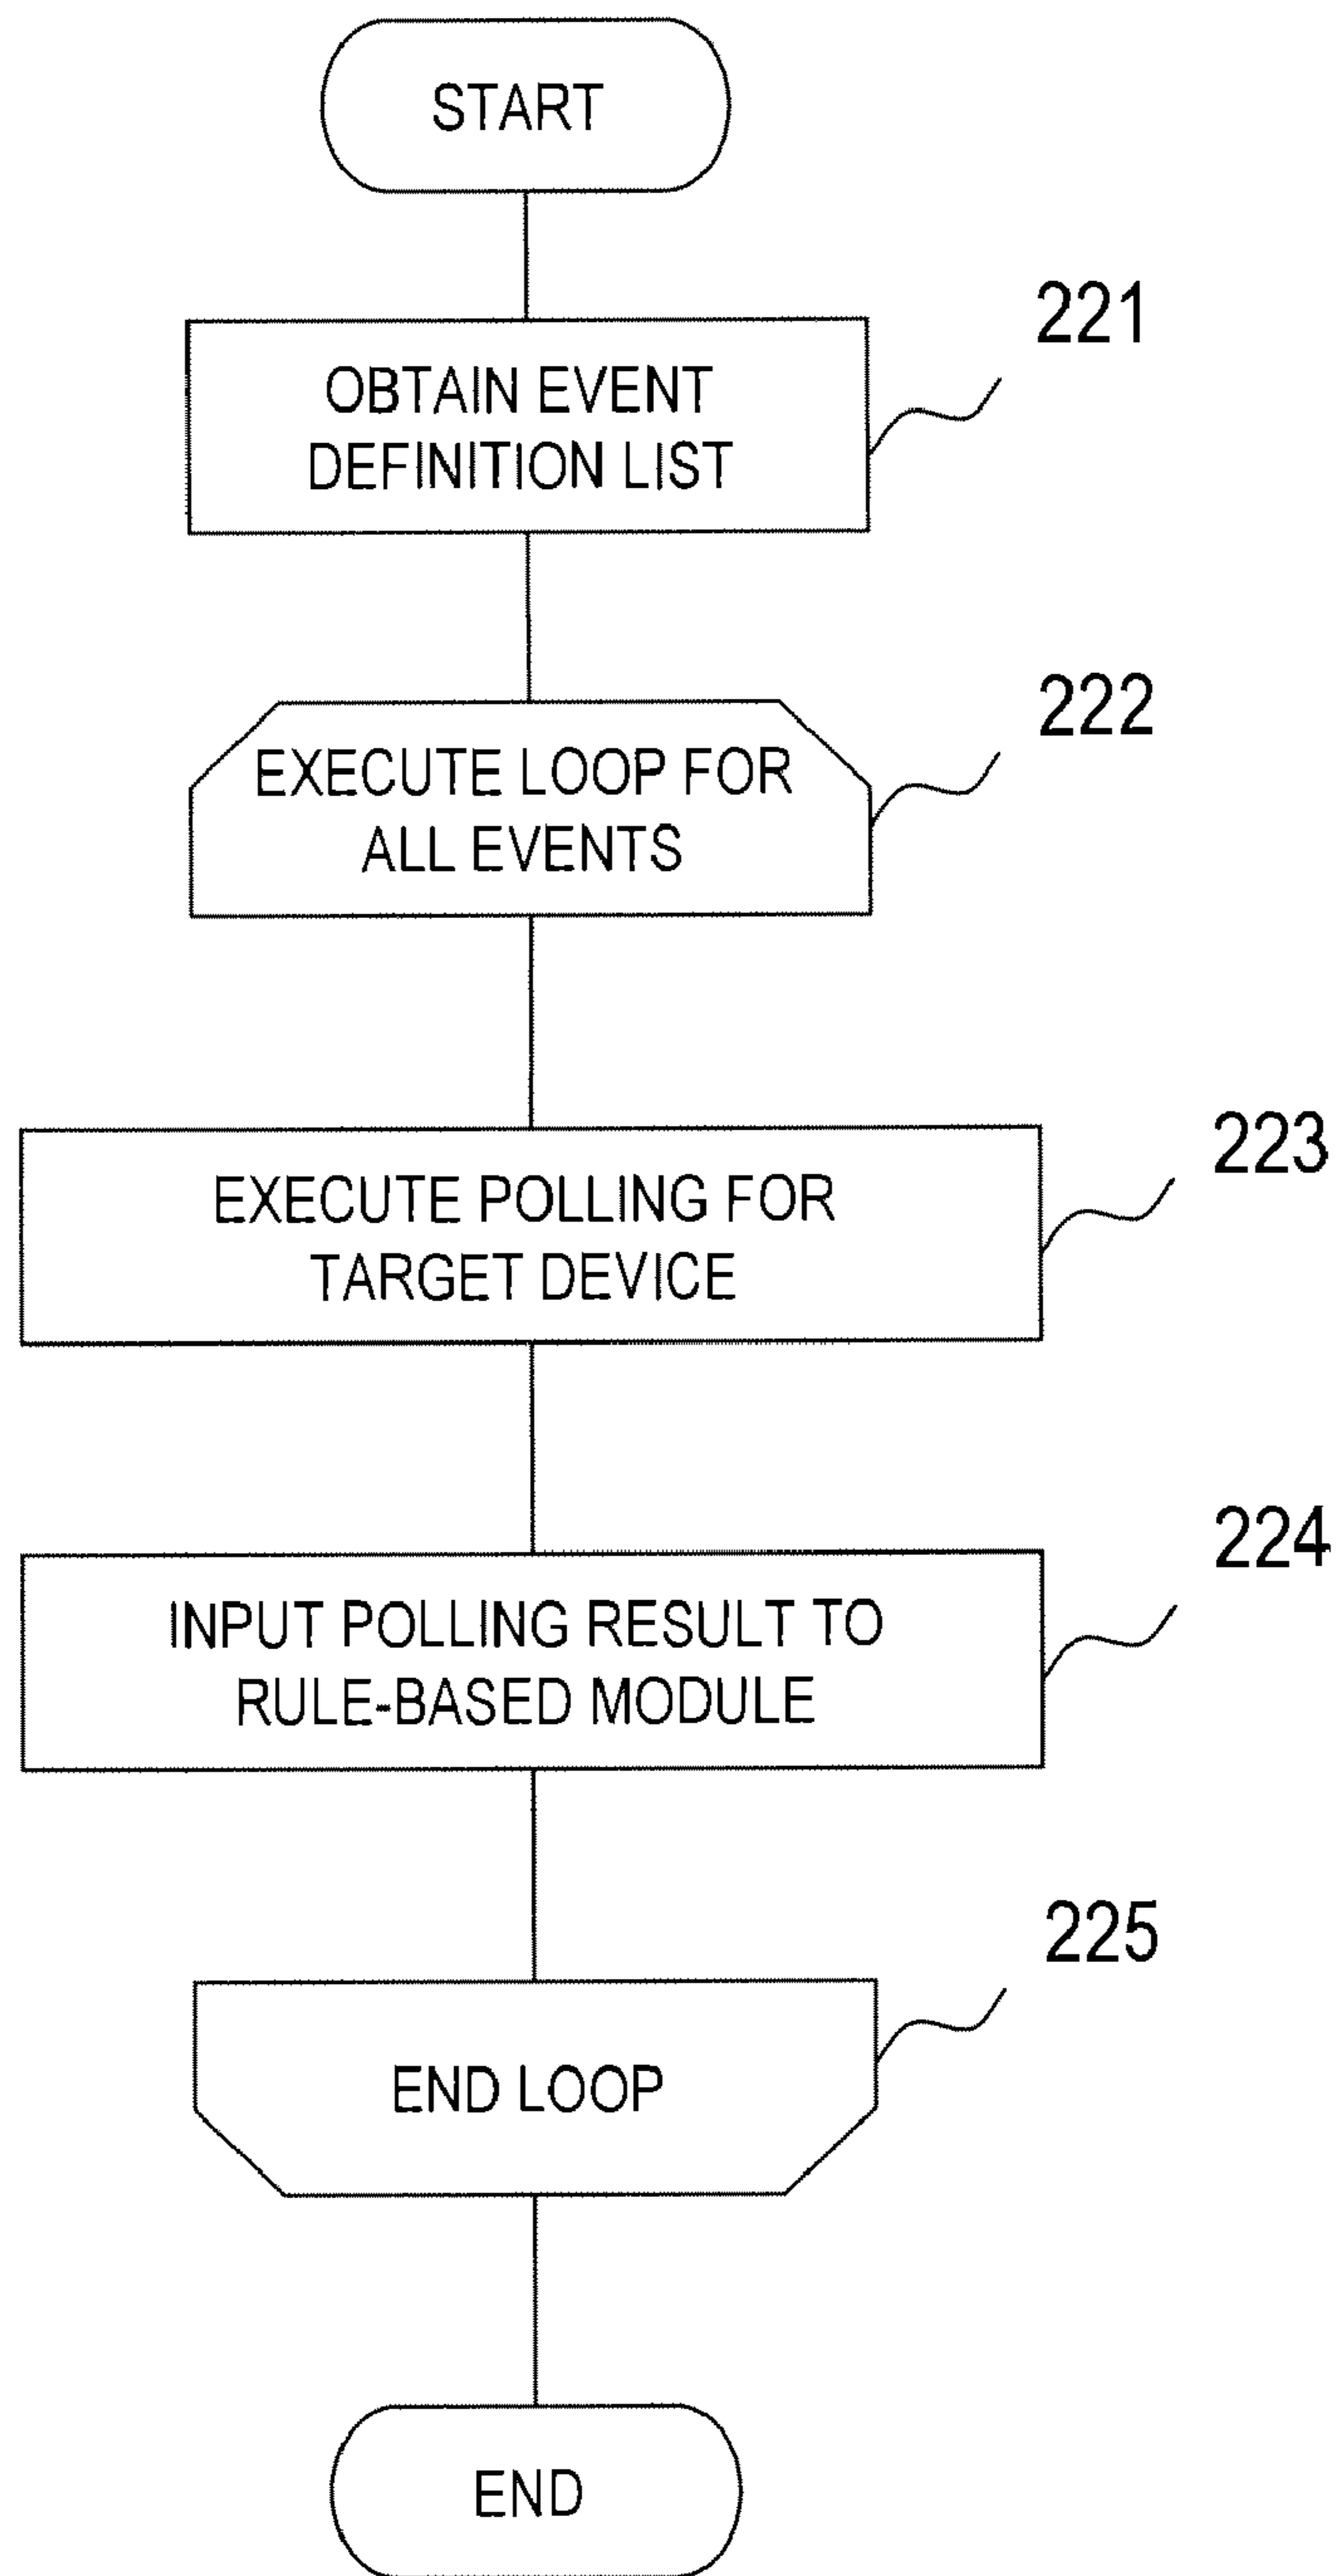 START
221
OBTAIN EVENT
DEFINITION LIST
222
EXECUTE LOOP FOR
ALL EVENTS
223
EXECUTE POLLING FOR
TARGET DEVICE
224
INPUT POLLING RESULT TO
RULE-BASED MODULE
225
END LOOP
END